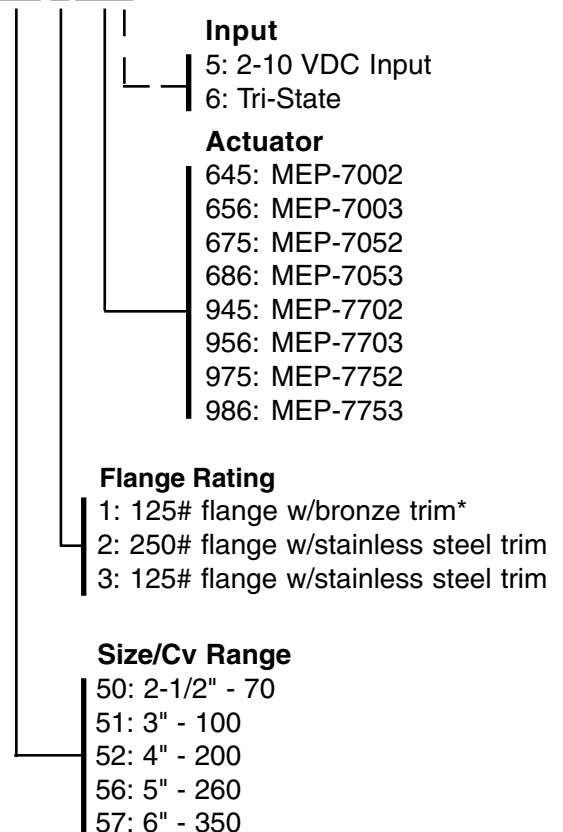 Input
5: 2-10 VDC Input
6: Tri-State
Actuator
645: MEP-7002
656: MEP-7003
675: MEP-7052
686: MEP-7053
945: MEP-7702
956: MEP-7703
975: MEP-7752
986: MEP-7753
Flange Rating
1: 125# flange w/bronze trim*
2: 250# flange w/stainless steel trim
3: 125# flange w/stainless steel trim
Size/Cv Range
50: 2-1/2" - 70
51: 3" - 100
52: 4" - 200
56: 5" - 260
57: 6" - 350